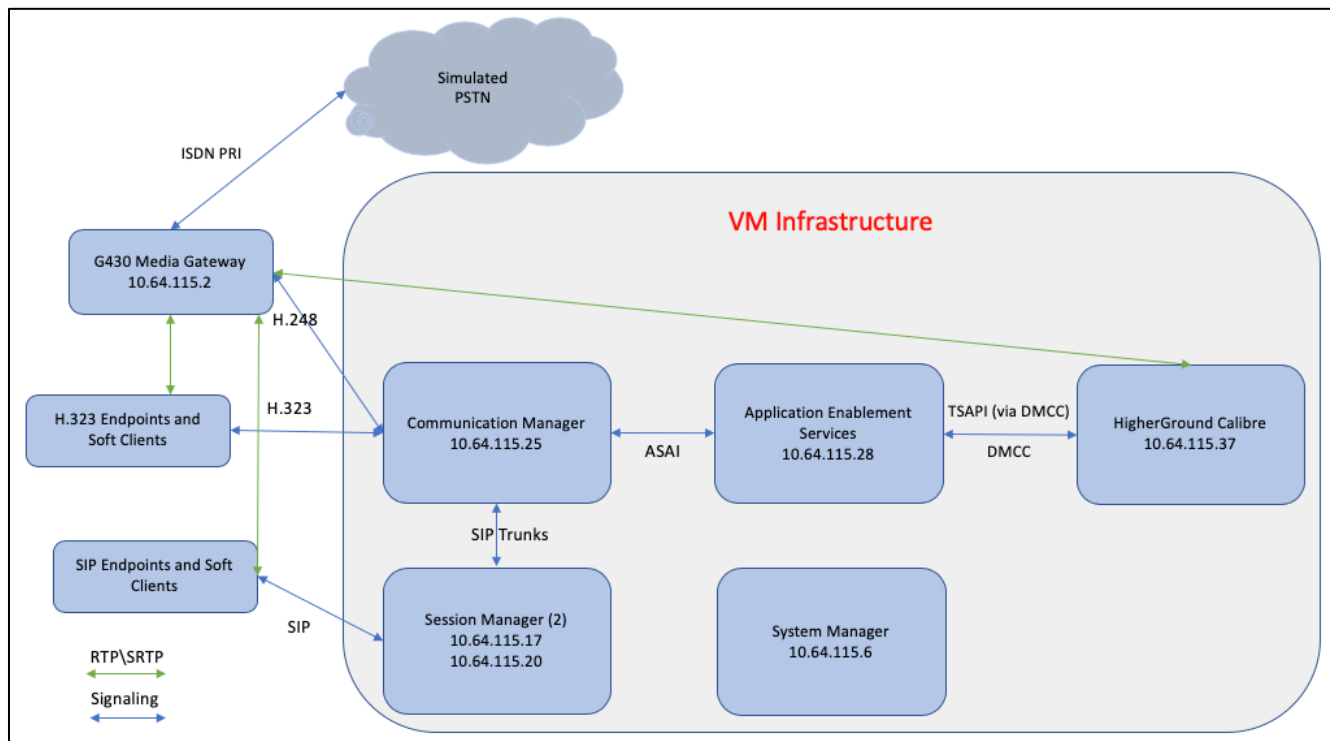 Simulated
PSTN
ISDN PRI
VM Infrastructure
G430 Media Gateway
10.64.115.2
H.248
H.323 Endpoints and
Soft Clients
H.323
Communication Manager
10.64.115.25
ASAI
Application Enablement
Services
10.64.115.28
TSAPI (via DMCC)
DMCC
HigherGround Calibre
10.64.115.37
SIP Trunks
SIP Endpoints and Soft
Clients
SIP
Session Manager (2)
10.64.115.17
10.64.115.20
System Manager
10.64.115.6
RTP\SRTP
Signaling